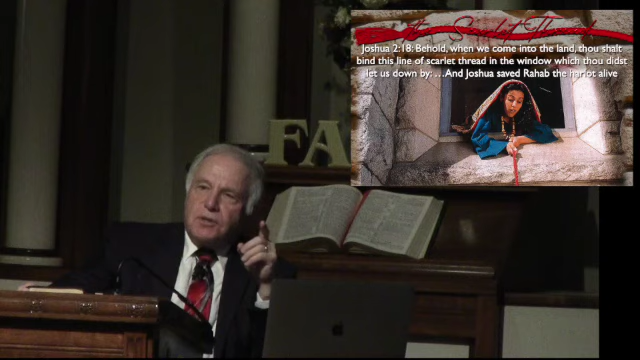 the Scarlet Thread
Joshua 2:18: Behold, when we come into the land, thou shalt
bind this line of scarlet thread in the window which thou didst
let us down by: ...And Joshua saved Rahab the harlot alive
FA